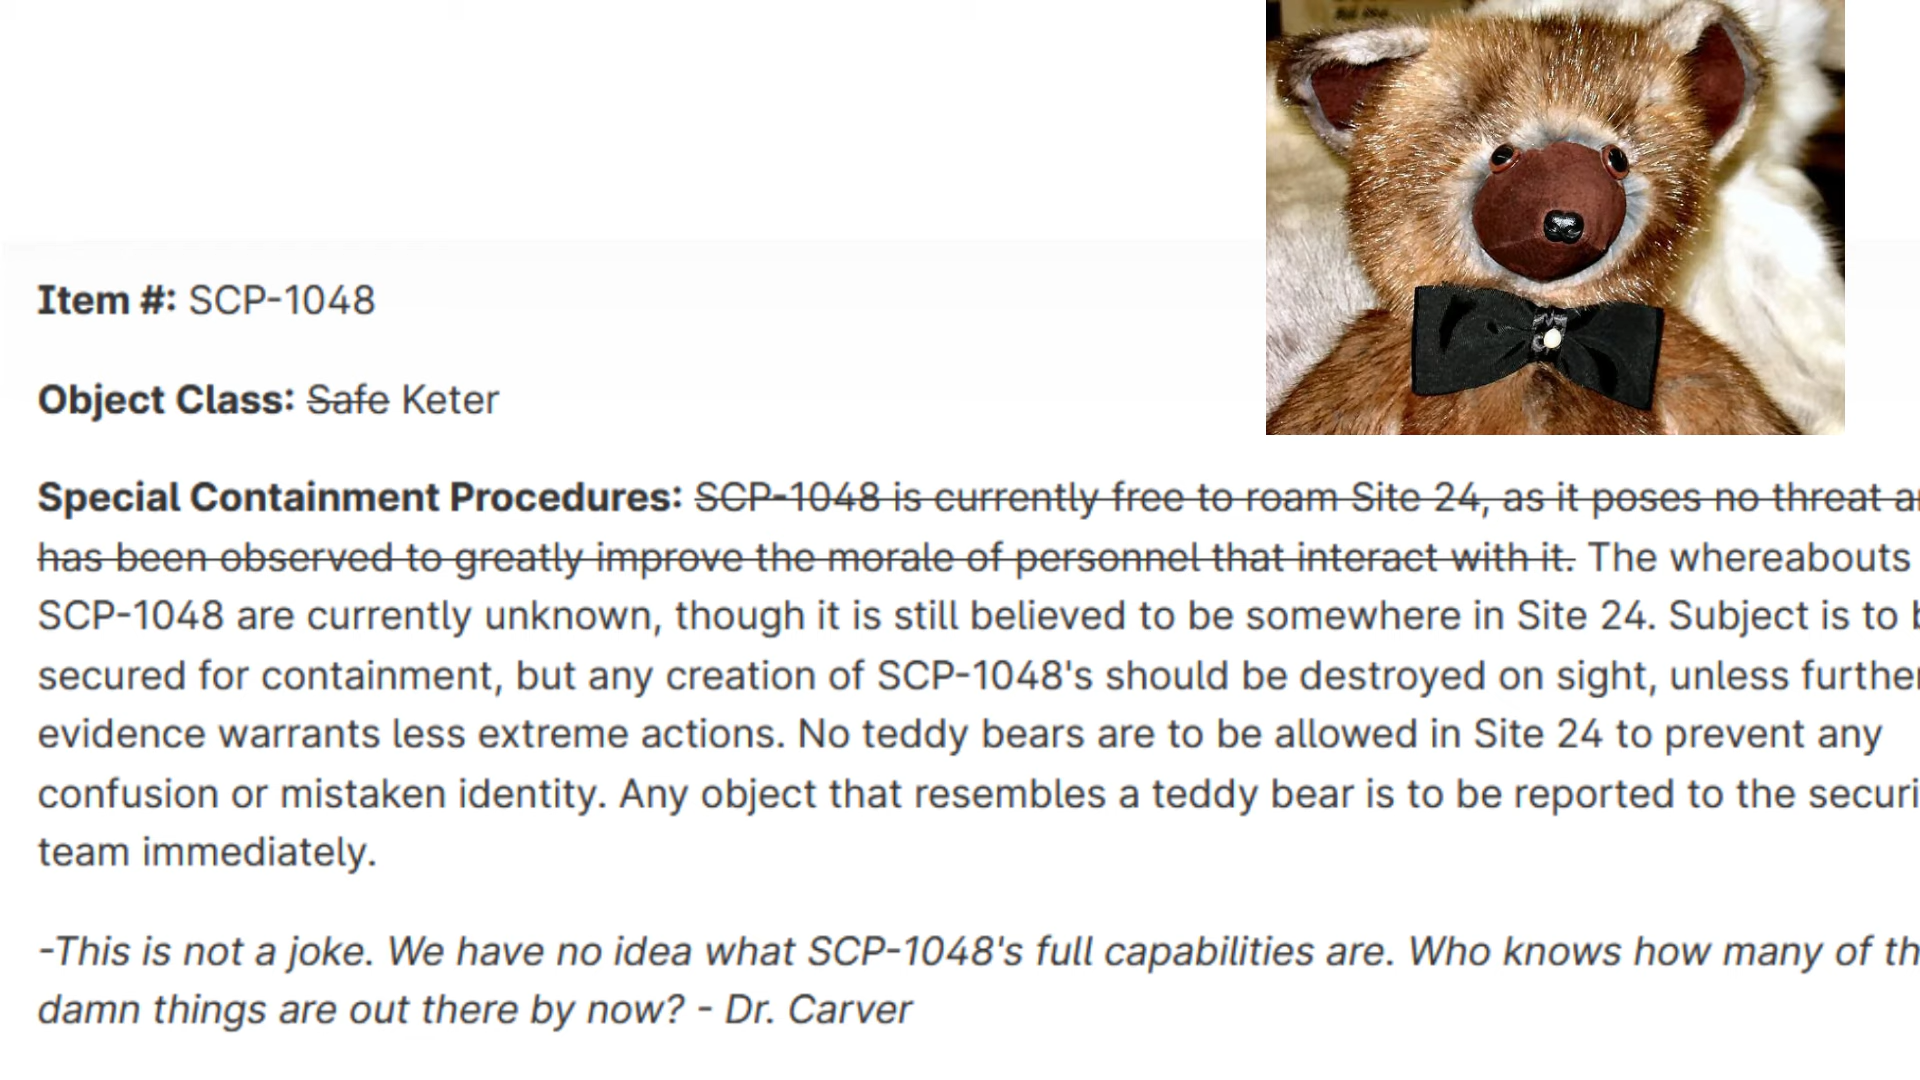 Item #: SCP-1048
Object Class: Safe Keter
Special Containment Procedures: SCP-1048 is currently free to roam Site 24, as it poses no threat
has been observed to greatly improve the morale of personnel that interact with it. The whereabouts
SCP-1048 are currently unknown, though it is still believed to be somewhere in Site 24. Subject is to
secured for containment, but any creation of SCP-1048's should be destroyed on sight, unless further
evidence warrants less extreme actions. No teddy bears are to be allowed in Site 24 to prevent any
confusion or mistaken identity. Any object that resembles a teddy bear is to be reported to the
team immediately.
-This is not a joke. We have no idea what SCP-1048's full capabilities are. Who knows how many of
damn things are out there by now? - Dr. Carver